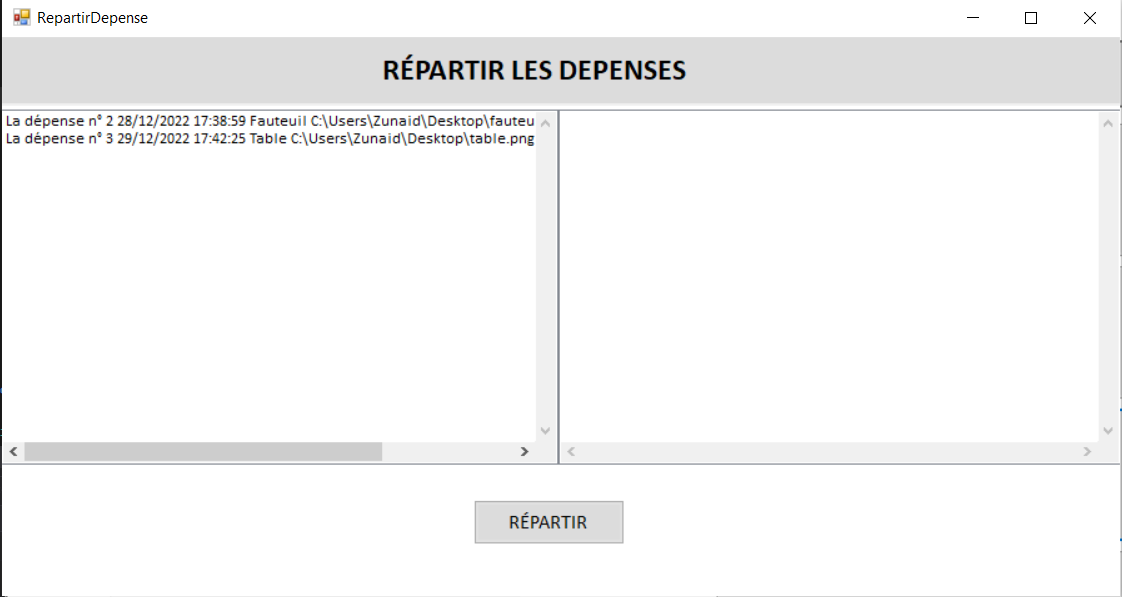 RepartirDepense
RÉPARTIR LES DEPENSES
La dépense n° 2 28/12/2022 17:38:59 Fauteuil C:\Users\Zunaid\Desktop\fauteu
La dépense n° 3 29/12/2022 17:42:25 Table C:\Users\Zunaid\Desktop\table.png
RÉPARTIR